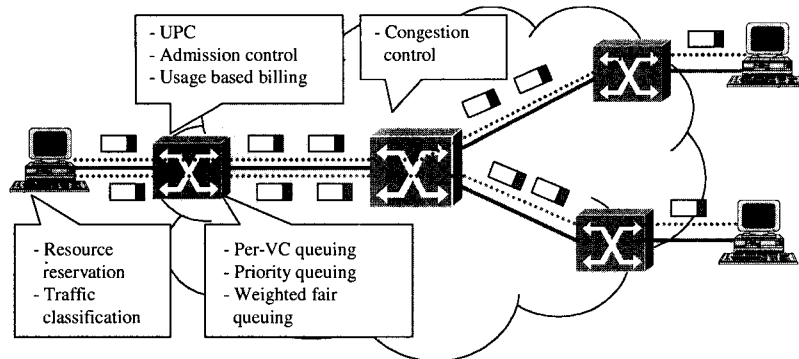 - UPC
- Admission control
- Usage based billing
- Congestion
control
- Resource
reservation
- Traffic
classification
- Per-VC queuing
- Priority queuing
- Weighted fair
queuing